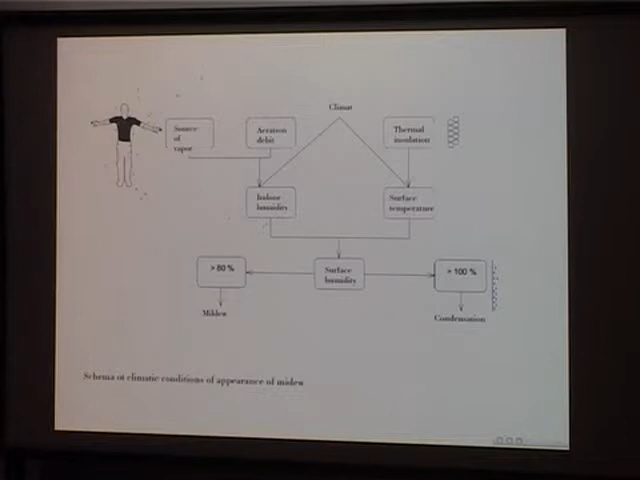 Climat
Source
of
vapor
Aeration
debit
Thermal
insulation
Indoor
humidity
Surface
temperature
> 80 %
Surface
humidity
> 100 %
Mildew
Condensation
Schema of climatic conditions of appearance of midew